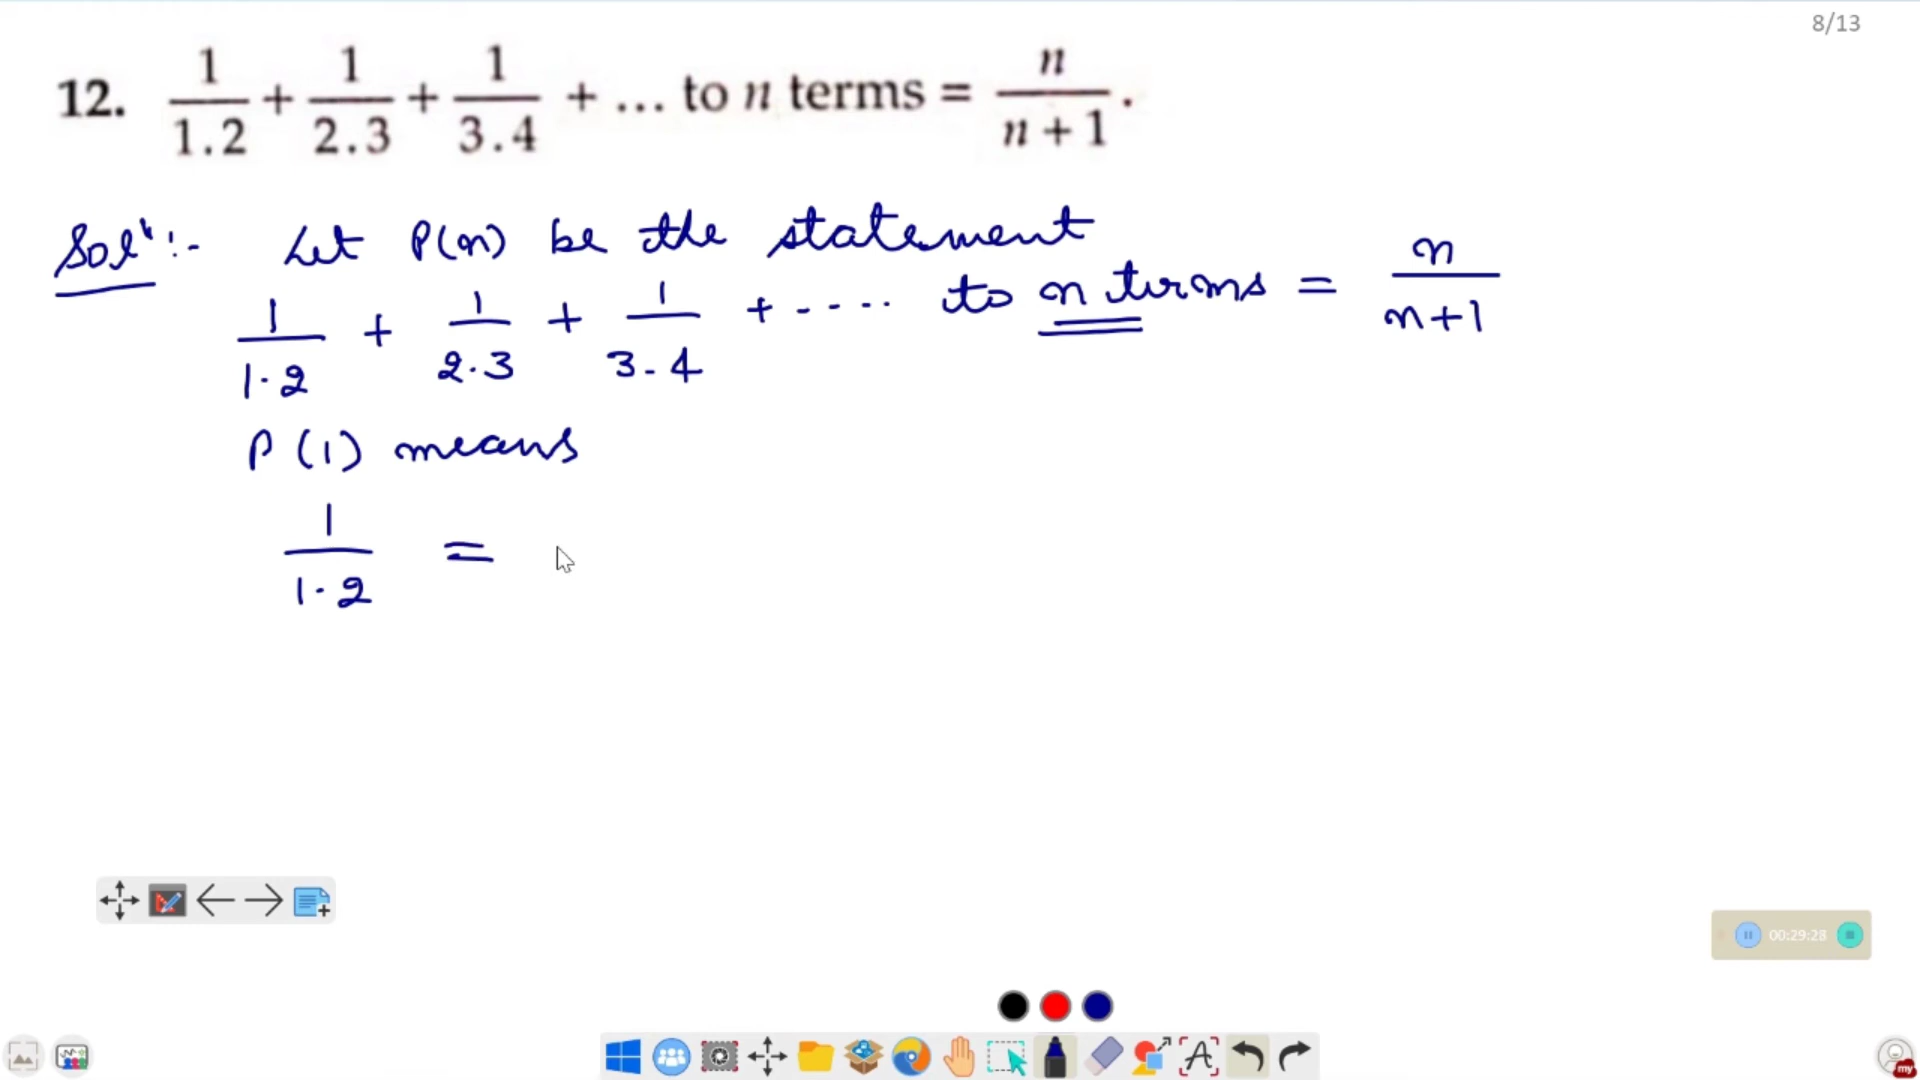 8/13
12. 1/1.2 + 1/2.3 + 1/3.4 + ... to n terms = n/n + 1.
Solⁿ:- Let P(n) be the statement
1/1.2 + 1/2.3 + 1/3.4 + ..... to n terms = n/n+1
P(1) means
1/1.2 =
00:29:28
my